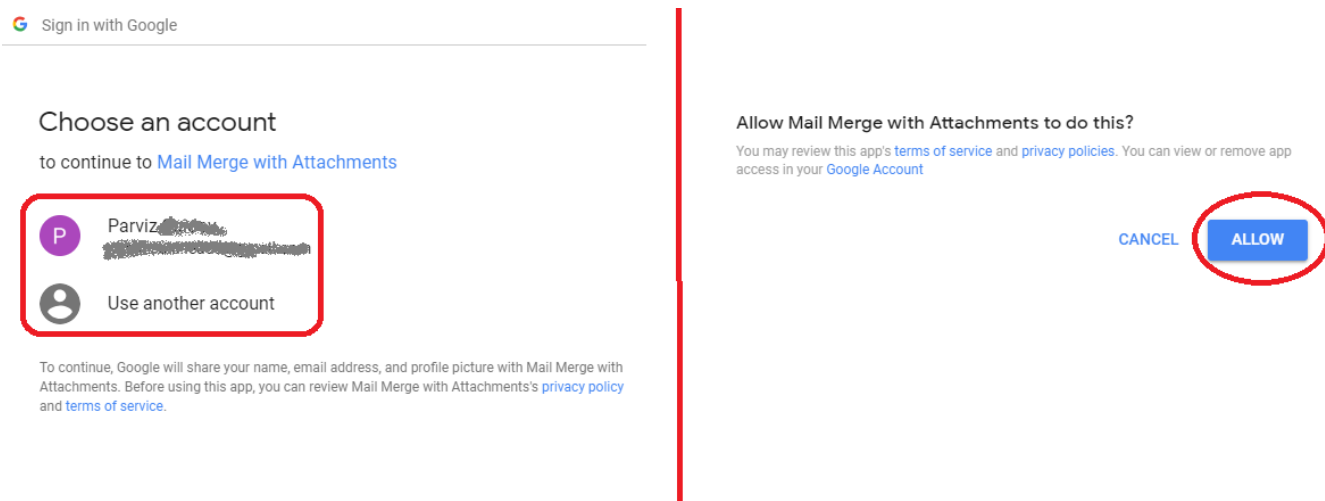 Sign in with Google
Choose an account
to continue to Mail Merge with Attachments
P
Parviz
Use another account
To continue, Google will share your name, email address, and profile picture with Mail Merge with
Attachments. Before using this app, you can review Mail Merge with Attachments's privacy policy
and terms of service.
Allow Mail Merge with Attachments to do this?
You may review this app's terms of service and privacy policies. You can view or remove app
access in your Google Account
CANCEL
ALLOW